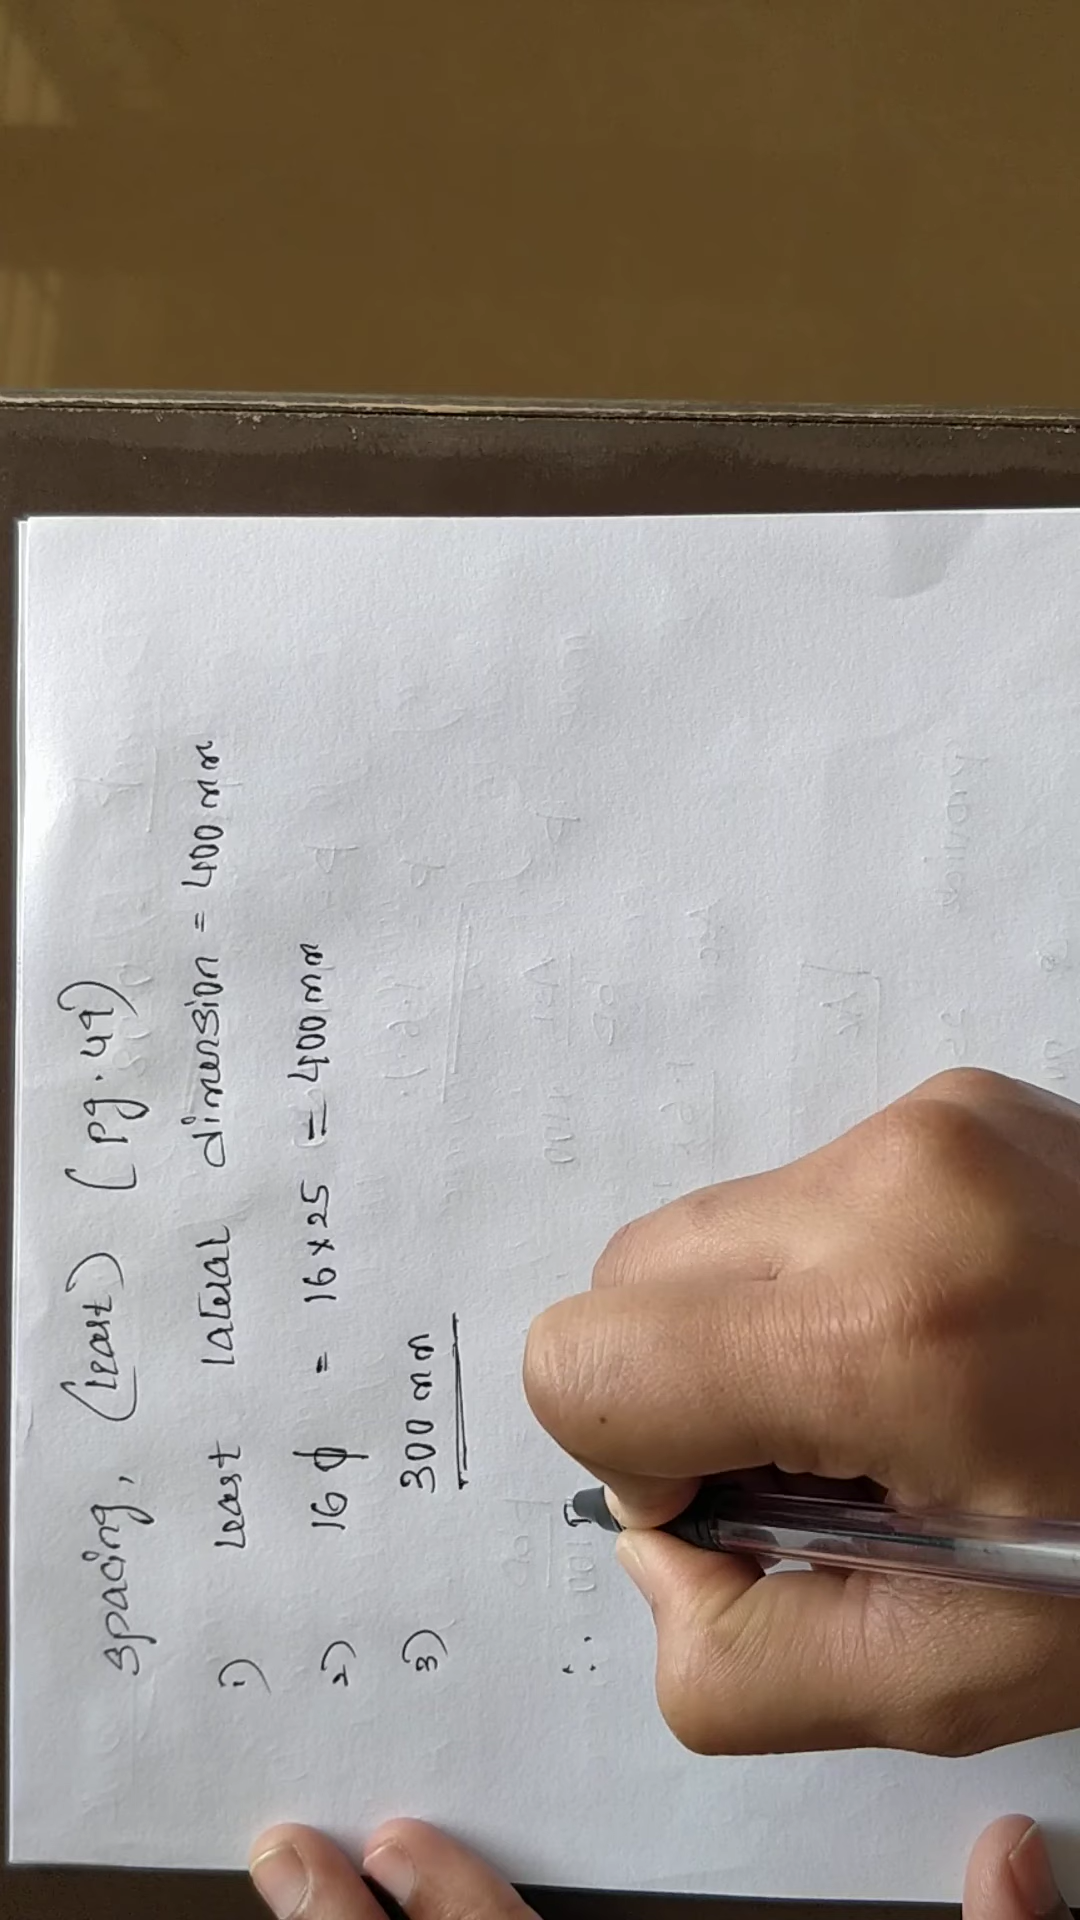 spacing, (least) (pg.49)
1) Least lateral dimension = 400 mm
2) 16 ϕ = 16 x 25 = 400 mm
3) 300 mm
∴